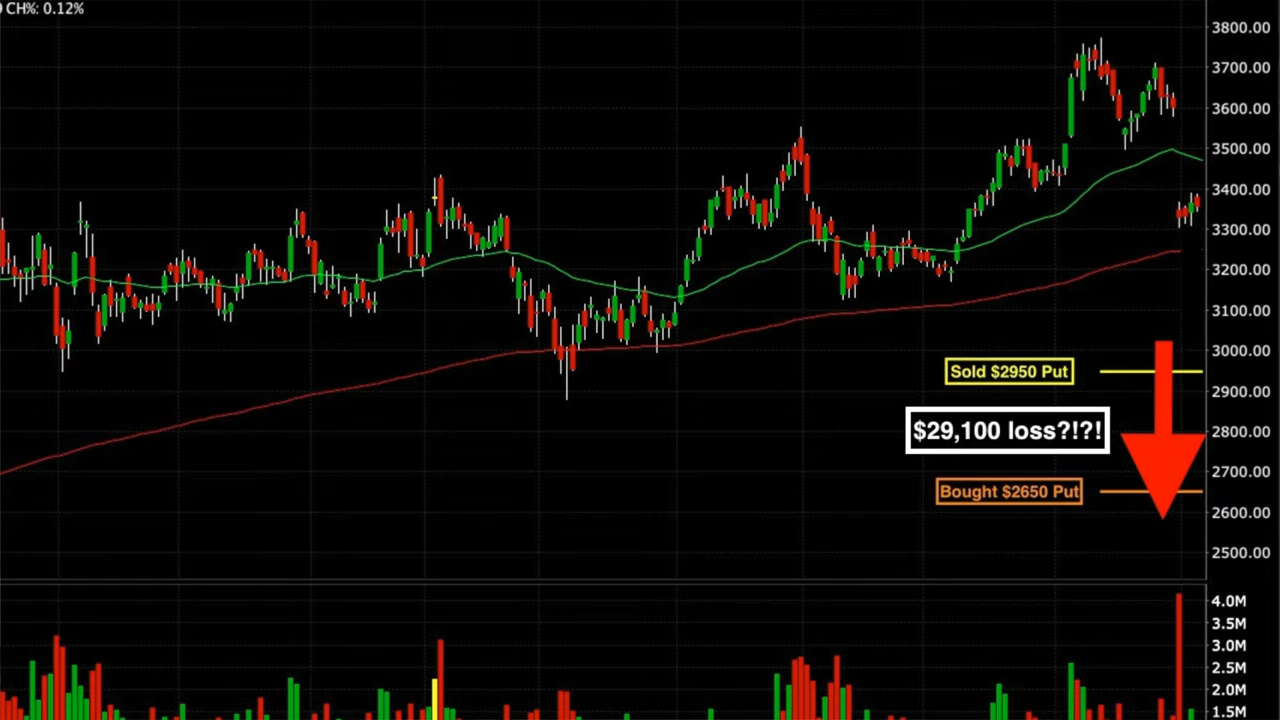 CH%: 0.12%
3800.00
3700.00
3600.00
3500.00
3400.00
3300.00
3200.00
3100.00
3000.00
Sold $2950 Put
2900.00
$29,100 loss?!?!
2800.00
2700.00
Bought $2650 Put
2600.00
2500.00
4.0M
3.5M
3.0M
2.5M
2.0M
1.5M